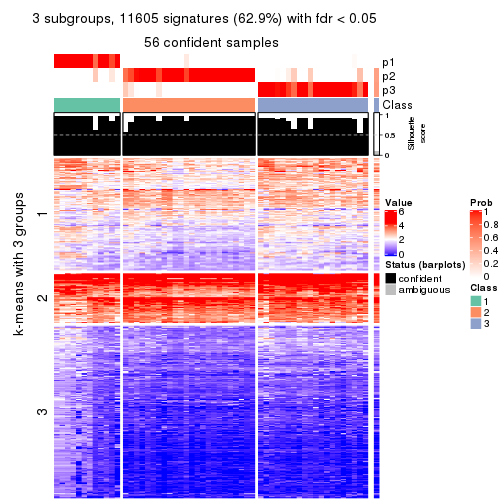 3 subgroups, 11605 signatures (62.9%) with fdr < 0.05
56 confident samples
p1
p2
p3
Class
1
0.5
0
Silhouette
score
k-means with 3 groups
1
2
3
Value
6
4
2
0
Status (barplots)
confident
ambiguous
Prob
1
0.8
0.6
0.4
0.2
0
Class
1
2
3